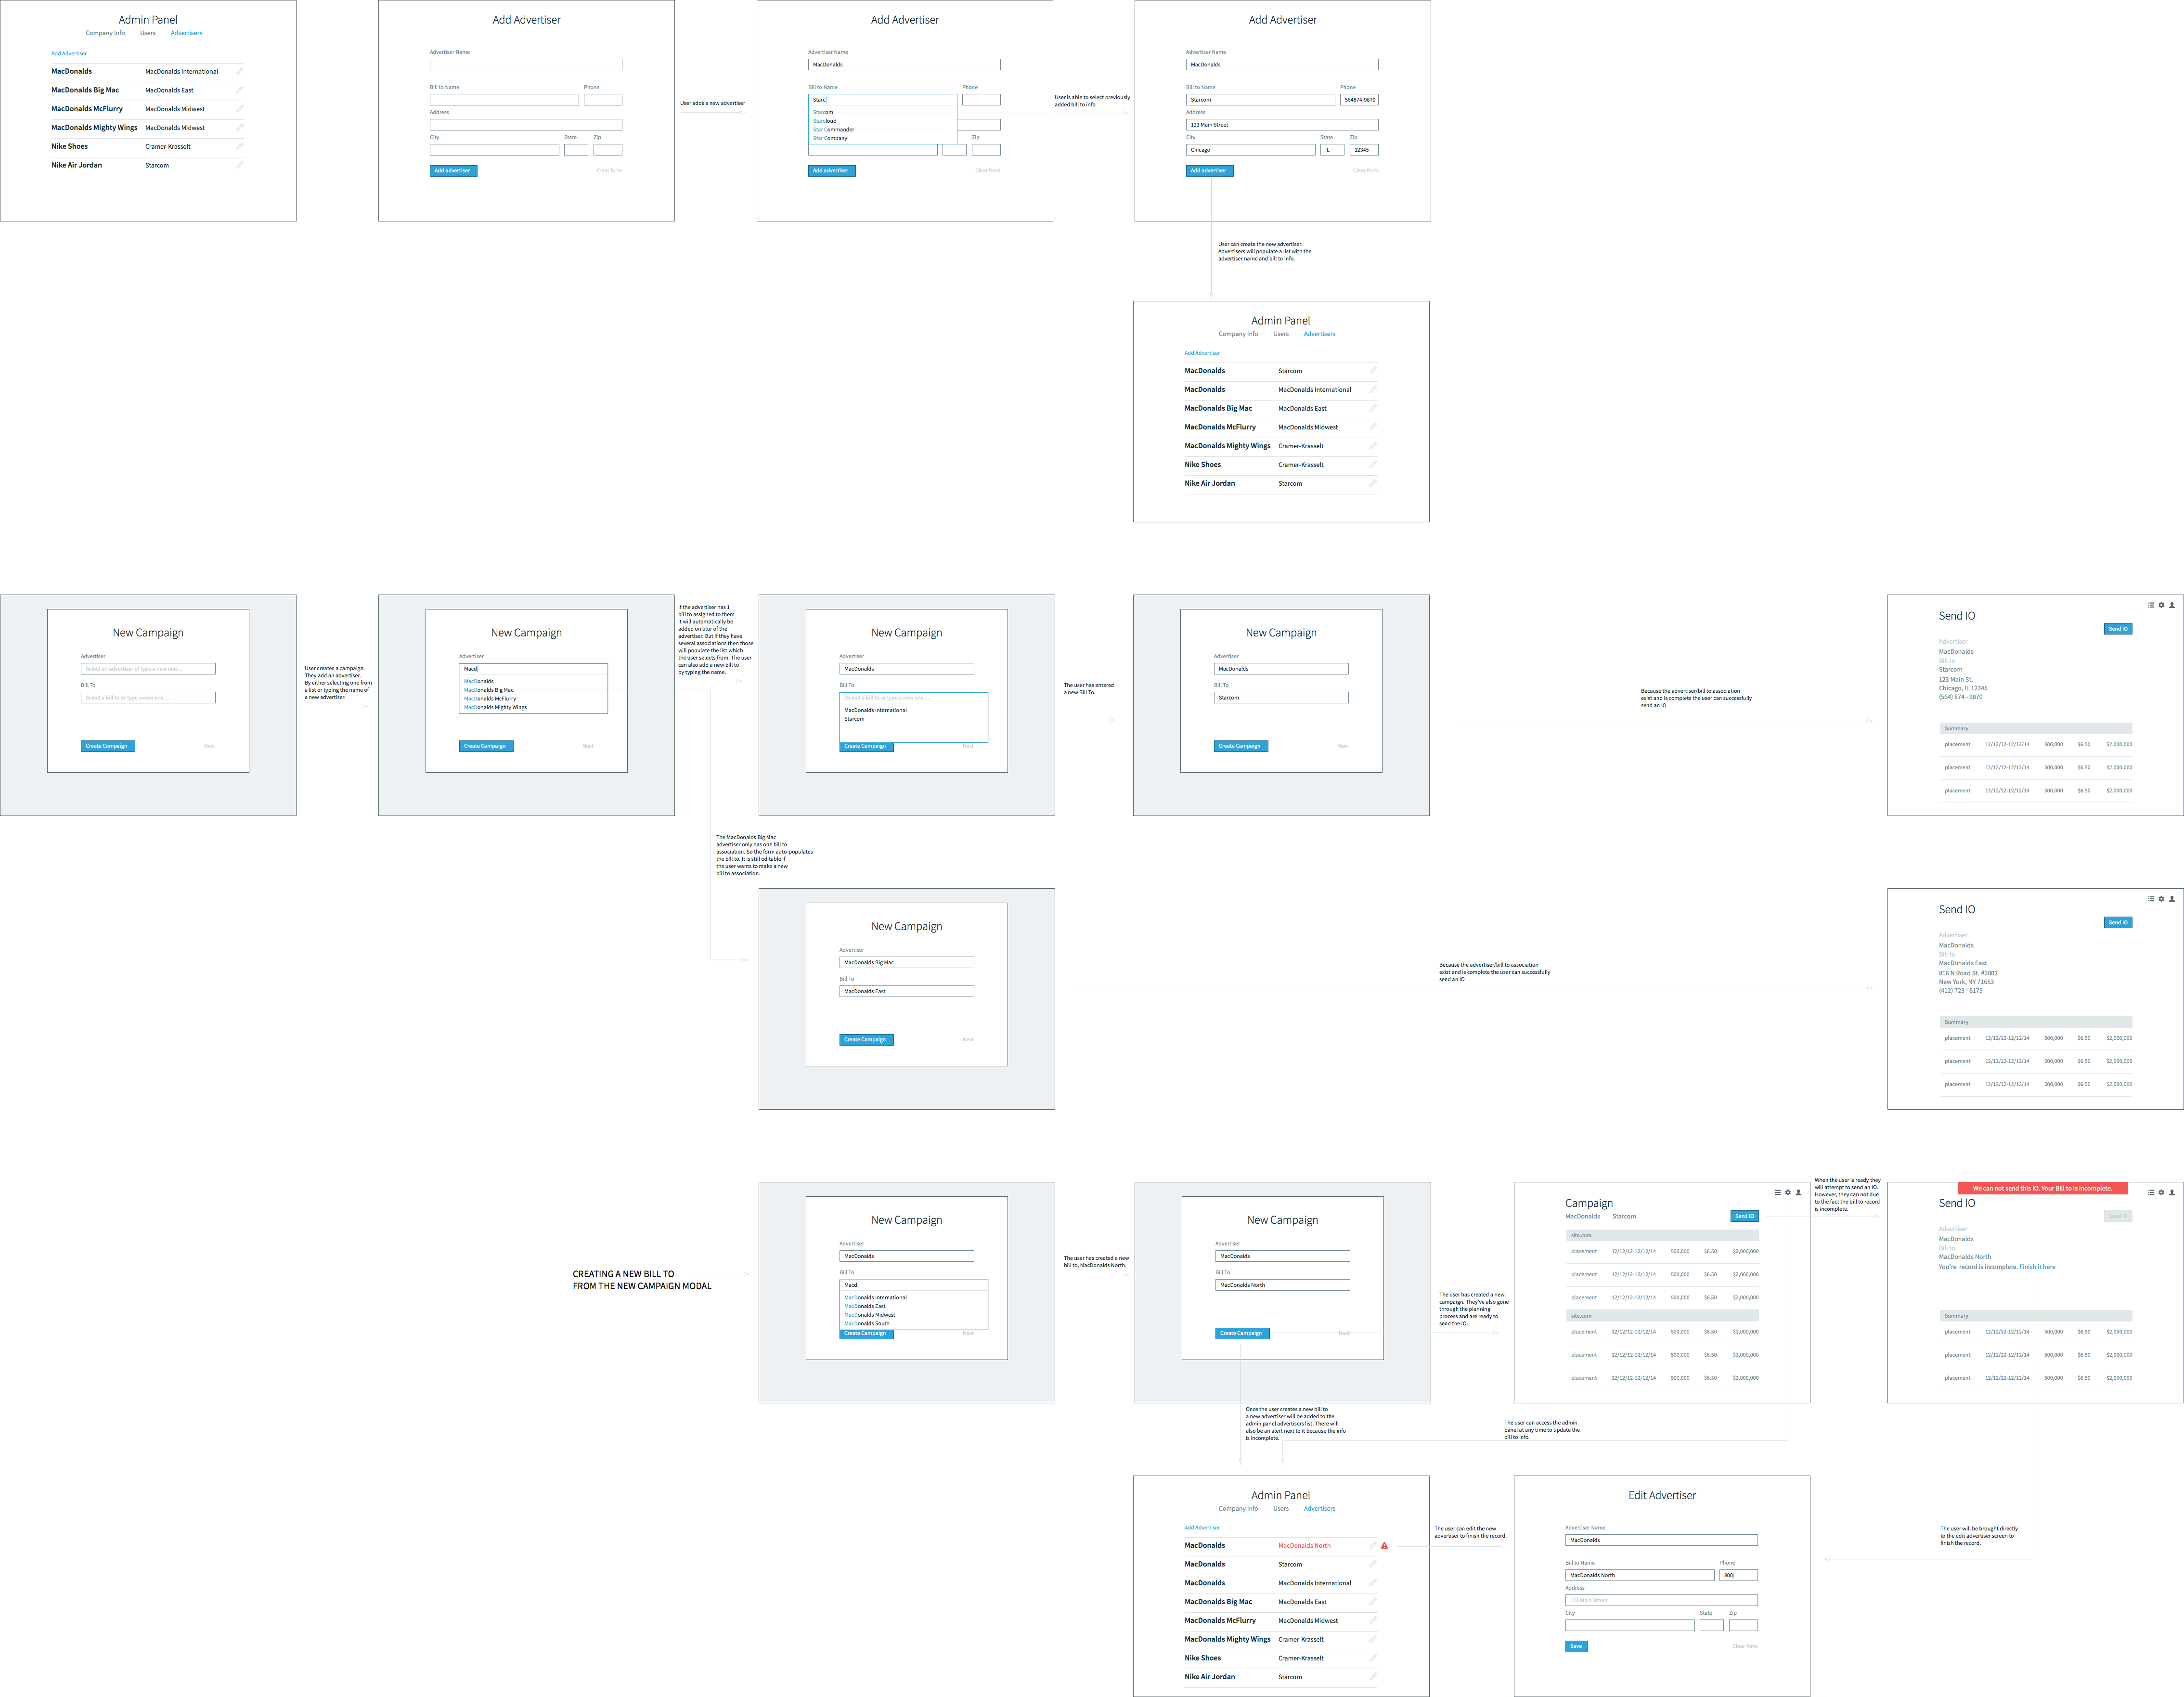 Admin Panel
Company Info Users Advertisers
Add Advertiser
MacDonalds MacDonalds International
MacDonalds Big Mac MacDonalds East
MacDonalds McFlurry MacDonalds Midwest
MacDonalds Mighty Wings MacDonalds Midwest
Nike Shoes Cramer-Krasselt
Nike Air Jordan Starcom
Add Advertiser
Advertiser Name
Bill to Name Phone
Address
City State Zip
Add advertiser Clear form
User adds a new advertiser
Add Advertiser
Advertiser Name
MacDonalds
Bill to Name Phone
Starc
Starcom
Starcloud
Star Commander
Star Company
Zip
Add advertiser Clear form
User is able to select previously
added bill to info
Add Advertiser
Advertiser Name
MacDonalds
Bill to Name Phone
Starcom 564874-9870
Address
123 Main Street
City State Zip
Chicago IL 12345
Add advertiser Clear form
User can create the new advertiser.
Advertisers will populate a list with the
advertiser name and bill to info.
Admin Panel
Company Info Users Advertisers
Add Advertiser
MacDonalds Starcom
MacDonalds MacDonalds International
MacDonalds Big Mac MacDonalds East
MacDonalds McFlurry MacDonalds Midwest
MacDonalds Mighty Wings Cramer-Krasselt
Nike Shoes Cramer-Krasselt
Nike Air Jordan Starcom
New Campaign
Advertiser
Select an advertiser of type a new one....
Bill To
Select a bill to or type a new one....
Create Campaign Next
User creates a campaign.
They add an advertiser.
By either selecting one from
a list or typing the name of
a new advertiser.
New Campaign
Advertiser
Macd
MacDonalds
MacDonalds Big Mac
MacDonalds McFlurry
MacDonalds Mighty Wings
Create Campaign Next
If the advertiser has 1
bill to assigned to them
it will automatically be
added on blur of the
advertiser. But if they have
several associations then those
will populate the list which
the user selects from. The user
can also add a new bill to
by typing the name.
New Campaign
Advertiser
MacDonalds
Bill To
Select a bill to or type a new one....
MacDonalds International
Starcom
Create Campaign Next
The user has entered
a new Bill To.
New Campaign
Advertiser
MacDonalds
Bill To
Starcom
Create Campaign Next
Because the advertiser/bill to association
exist and is complete the user can successfully
send an IO
Send IO
Send IO
Advertiser
MacDonalds
Bill to
Starcom
123 Main St.
Chicago, IL 12345
(564) 874 - 9870
Summary
placement 12/12/12-12/12/14 500,000 $6.50 $2,000,000
placement 12/12/12-12/12/14 500,000 $6.50 $2,000,000
placement 12/12/12-12/12/14 500,000 $6.50 $2,000,000
The MacDonalds Big Mac
advertiser only has one bill to
association. So the form auto-populates
the bill to. It is still editable if
the user wants to make a new
bill to association.
New Campaign
Advertiser
MacDonalds Big Mac
Bill To
MacDonalds East
Create Campaign Next
Because the advertiser/bill to association
exist and is complete the user can successfully
send an IO
Send IO
Send IO
Advertiser
MacDonalds
Bill to
MacDonalds East
816 N Road St. #2002
New York, NY 71653
(412) 723 - 8175
Summary
placement 12/12/12-12/12/14 500,000 $6.50 $2,000,000
placement 12/12/12-12/12/14 500,000 $6.50 $2,000,000
placement 12/12/12-12/12/14 500,000 $6.50 $2,000,000
CREATING A NEW BILL TO
FROM THE NEW CAMPAIGN MODAL
New Campaign
Advertiser
MacDonalds
Bill To
Macd
MacDonalds International
MacDonalds East
MacDonalds Midwest
MacDonalds South
Create Campaign Next
The user has created a new
bill to, MacDonalds North.
New Campaign
Advertiser
MacDonalds
Bill To
MacDonalds North
Create Campaign Next
The user has created a new
campaign. They've also gone
through the planning
process and are ready to
send the IO.
Campaign
MacDonalds Starcom Send IO
site.com
placement 12/12/12-12/12/14 500,000 $6.50 $2,000,000
placement 12/12/12-12/12/14 500,000 $6.50 $2,000,000
placement 12/12/12-12/12/14 500,000 $6.50 $2,000,000
site.com
placement 12/12/12-12/12/14 500,000 $6.50 $2,000,000
placement 12/12/12-12/12/14 500,000 $6.50 $2,000,000
placement 12/12/12-12/12/14 500,000 $6.50 $2,000,000
When the user is ready they
will attempt to send an IO.
However, they can not due
to the fact the bill to record
is incomplete.
We can not send this IO. Your Bill to is incomplete.
Send IO
Send IO
Advertiser
MacDonalds
Bill to
MacDonalds North
You're record is incomplete. Finish it here
Summary
placement 12/12/12-12/12/14 500,000 $6.50 $2,000,000
placement 12/12/12-12/12/14 500,000 $6.50 $2,000,000
placement 12/12/12-12/12/14 500,000 $6.50 $2,000,000
Once the user creates a new bill to
a new advertiser will be added to the
admin panel advertisers list. There will
also be an alert next to it because the info
is incomplete.
The user can access the admin
panel at any time to update the
bill to info.
Admin Panel
Company Info Users Advertisers
Add Advertiser
MacDonalds MacDonalds North
MacDonalds Starcom
MacDonalds MacDonalds International
MacDonalds Big Mac MacDonalds East
MacDonalds McFlurry MacDonalds Midwest
MacDonalds Mighty Wings Cramer-Krasselt
Nike Shoes Cramer-Krasselt
Nike Air Jordan Starcom
The user can edit the new
advertiser to finish the record.
Edit Advertiser
Advertiser Name
MacDonalds
Bill to Name Phone
MacDonalds North 800
Address
123 Main Street
City State Zip
Save Clear form
The user will be brought directly
to the edit advertiser screen to
finish the record.